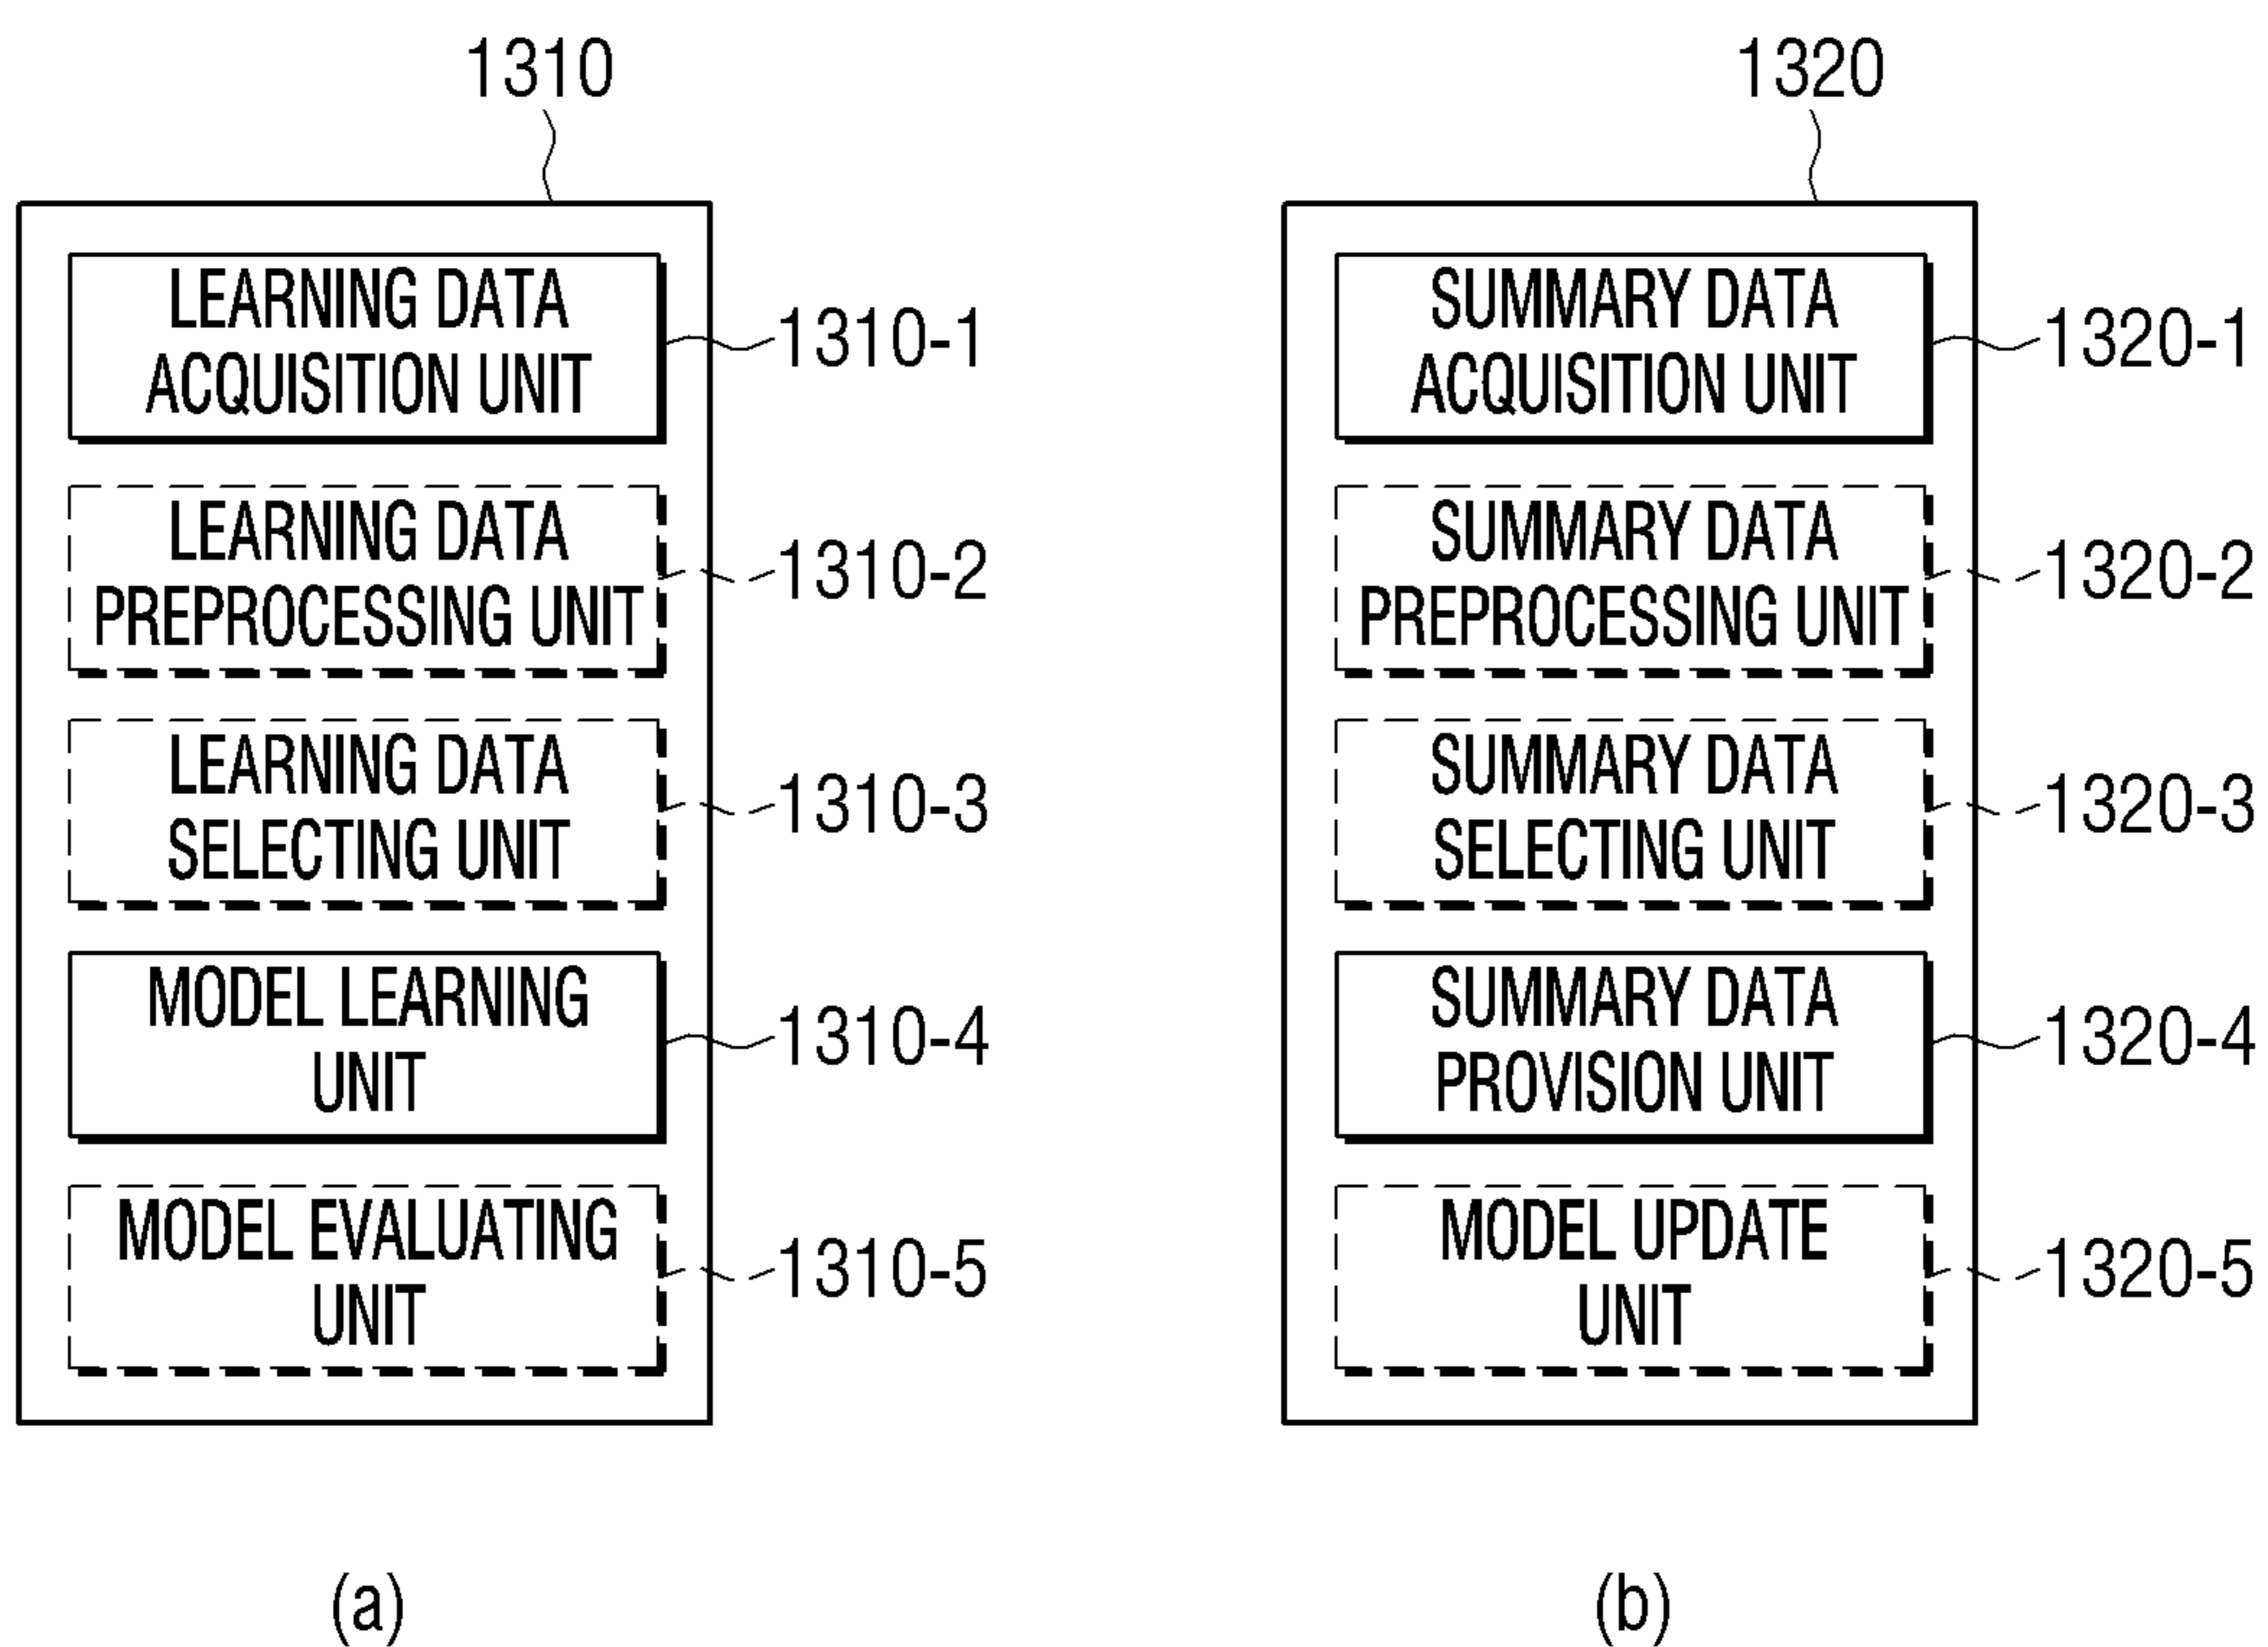 1310
LEARNING DATA
ACQUISITION UNIT
1310-1
LEARNING DATA
PREPROCESSING UNIT
1310-2
LEARNING DATA
SELECTING UNIT
1310-3
MODEL LEARNING
UNIT
1310-4
MODEL EVALUATING
UNIT
1310-5
(a)
1320
SUMMARY DATA
ACQUISITION UNIT
1320-1
SUMMARY DATA
PREPROCESSING UNIT
1320-2
SUMMARY DATA
SELECTING UNIT
1320-3
SUMMARY DATA
PROVISION UNIT
1320-4
MODEL UPDATE
UNIT
1320-5
(b)